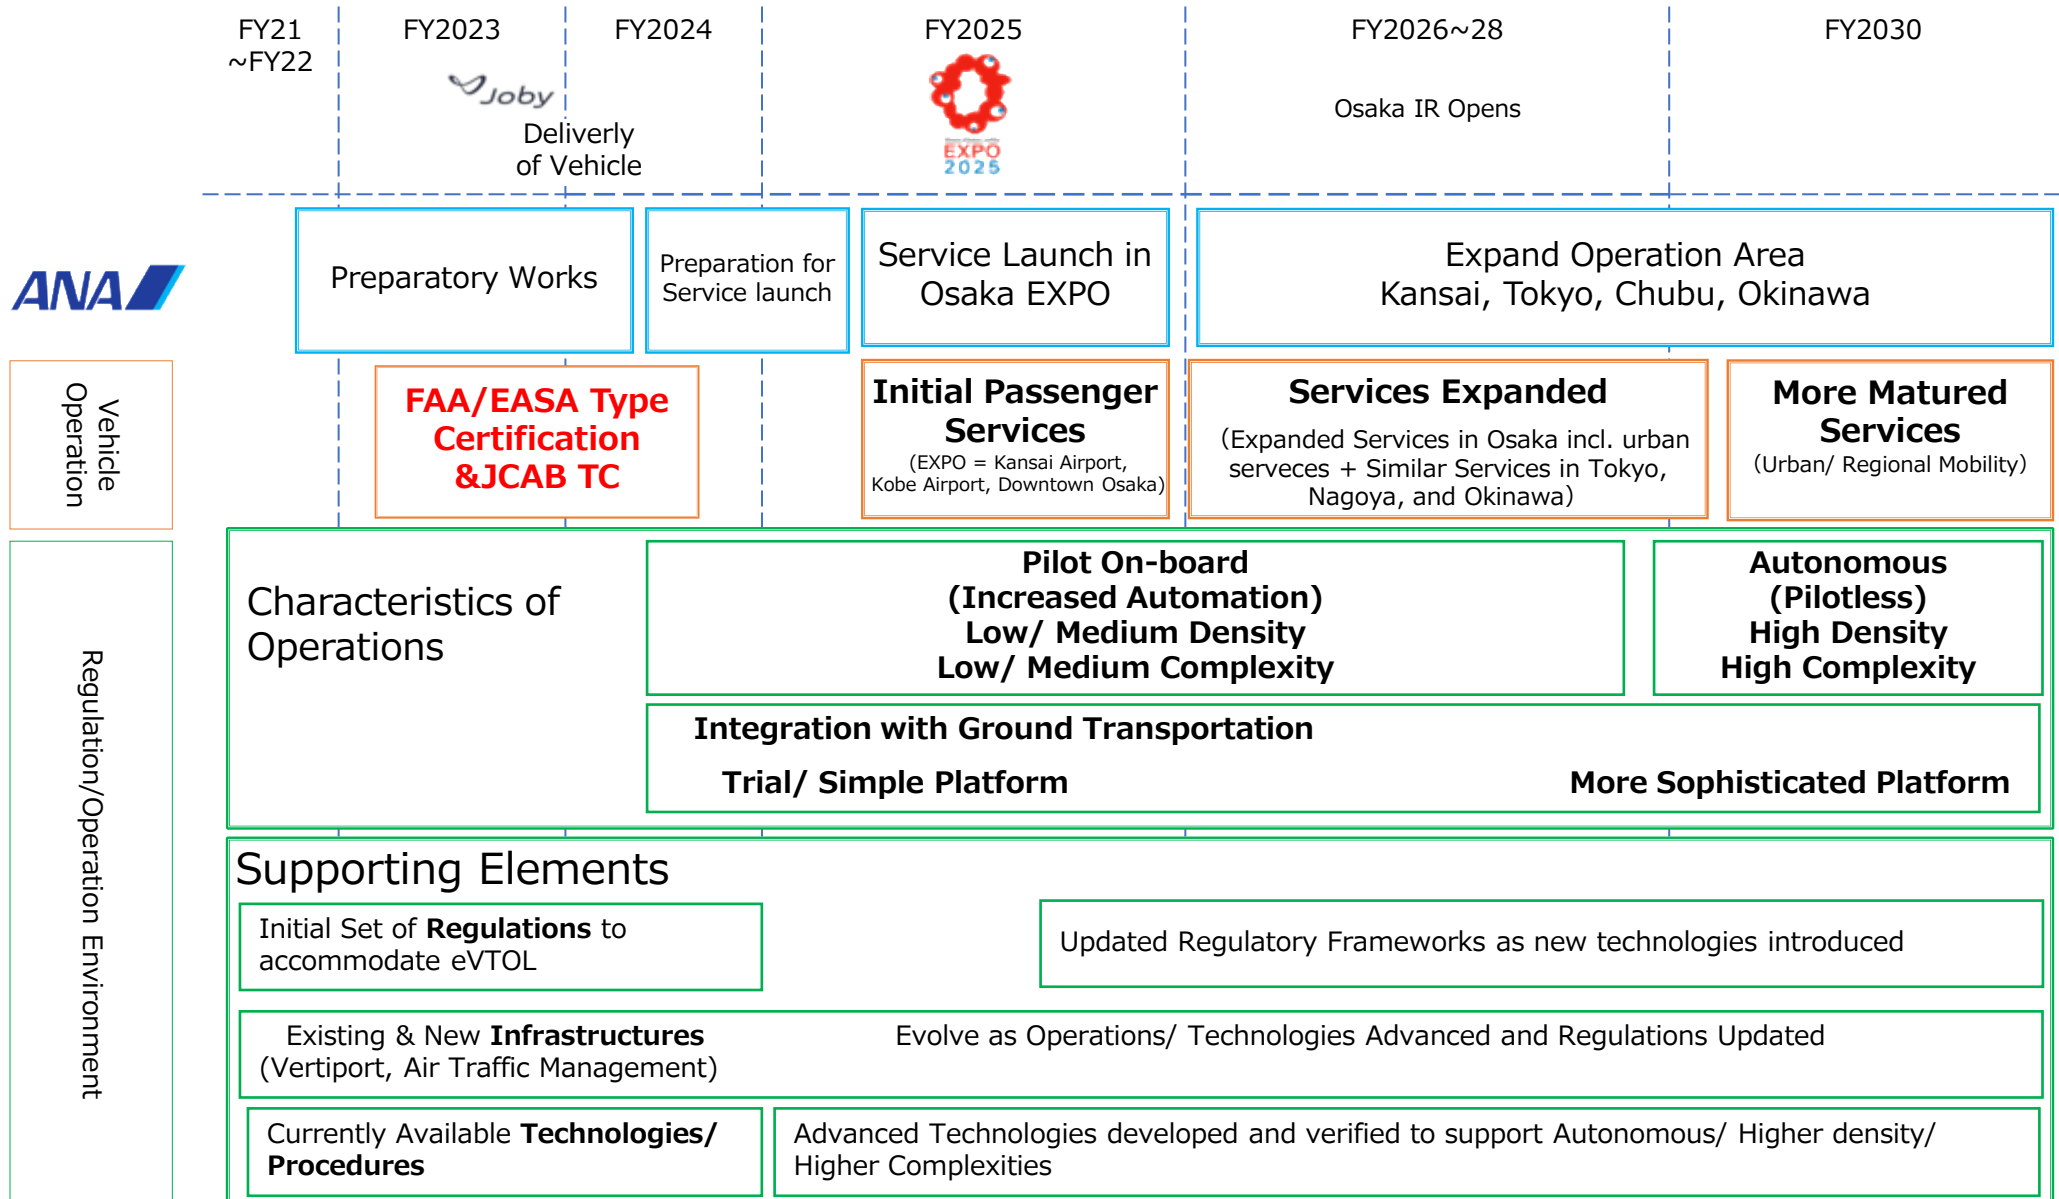 FY21
~FY22
FY2023
FY2024
FY2025
FY2026~28
FY2030
Joby
Deliverly
of Vehicle
EXPO
2025
Osaka IR Opens
ANA
Preparatory Works
Preparation for
Service launch
Service Launch in
Osaka EXPO
Expand Operation Area
Kansai, Tokyo, Chubu, Okinawa
Vehicle
Operation
FAA/EASA Type
Certification
&JCAB TC
Initial Passenger
Services
(EXPO = Kansai Airport,
Kobe Airport, Downtown Osaka)
Services Expanded
（Expanded Services in Osaka incl. urban
serveces + Similar Services in Tokyo,
Nagoya, and Okinawa）
More Matured
Services
（Urban/ Regional Mobility）
Regulation/Operation Environment
Characteristics of
Operations
Pilot On-board
(Increased Automation)
Low/ Medium Density
Low/ Medium Complexity
Autonomous
(Pilotless)
High Density
High Complexity
Integration with Ground Transportation
Trial/ Simple Platform
More Sophisticated Platform
Supporting Elements
Initial Set of Regulations to
accommodate eVTOL
Updated Regulatory Frameworks as new technologies introduced
Existing & New Infrastructures
(Vertiport, Air Traffic Management)
Evolve as Operations/ Technologies Advanced and Regulations Updated
Currently Available Technologies/
Procedures
Advanced Technologies developed and verified to support Autonomous/ Higher density/
Higher Complexities